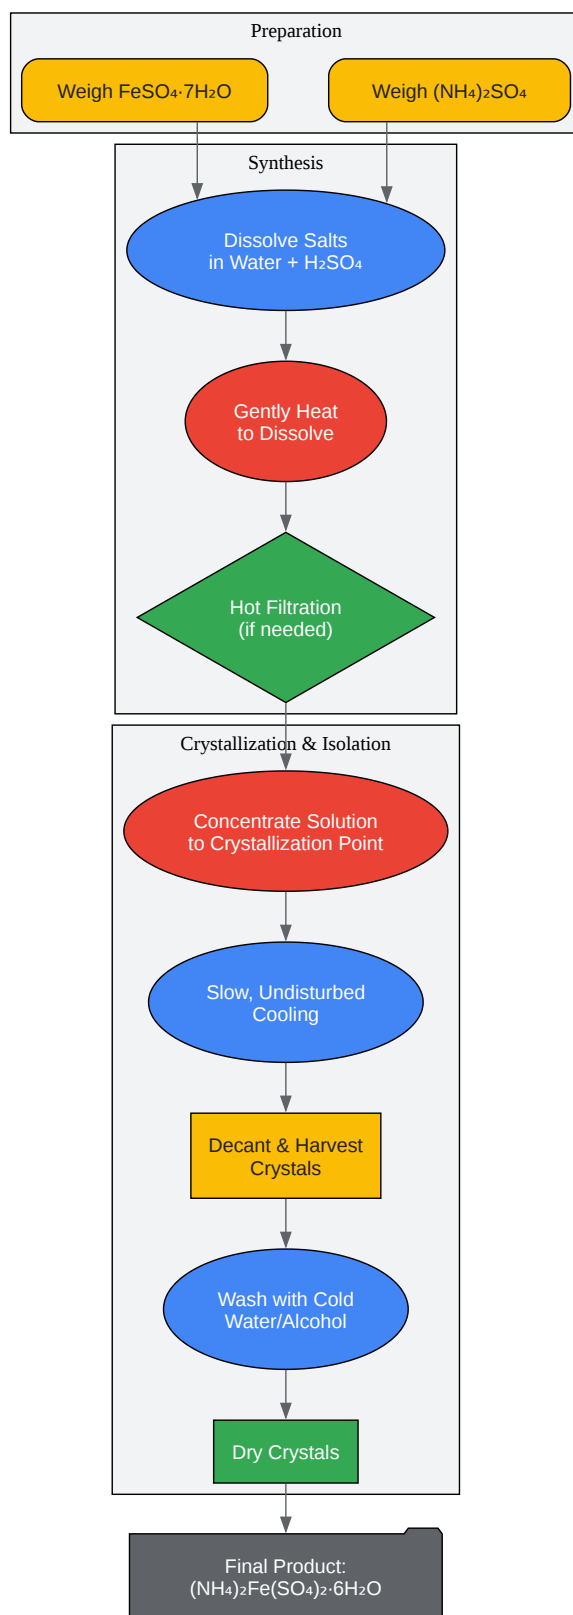 Preparation
Weigh FeSO₄·7H₂O
Weigh (NH₄)₂SO₄
Synthesis
Dissolve Salts
in Water + H₂SO₄
Gently Heat
to Dissolve
Hot Filtration
(if needed)
Crystallization & Isolation
Concentrate Solution
to Crystallization Point
Slow, Undisturbed
Cooling
Decant & Harvest
Crystals
Wash with Cold
Water/Alcohol
Dry Crystals
Final Product:
(NH₄)₂Fe(SO₄)₂·6H₂O